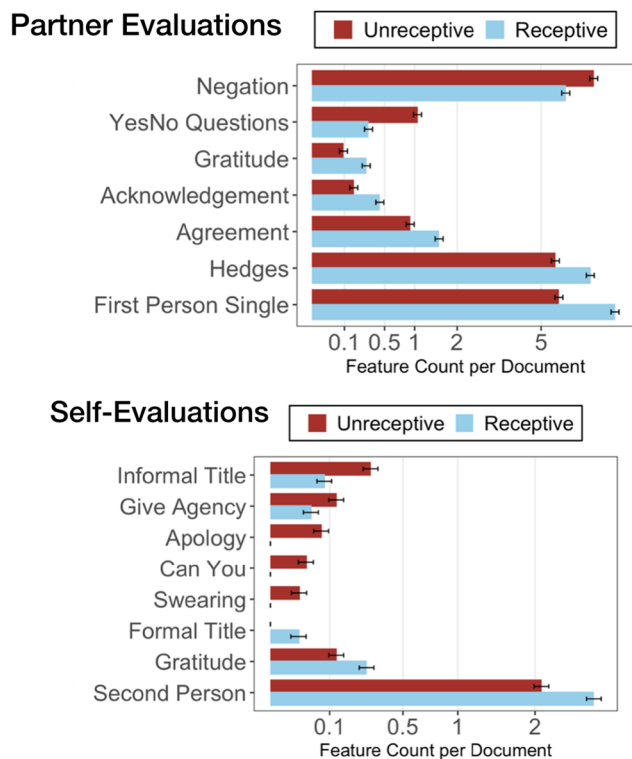 Partner Evaluations
Unreceptive Receptive
Negation
YesNo Questions
Gratitude
Acknowledgement
Agreement
Hedges
First Person Single
0.1 0.5 1 2 5
Feature Count per Document
Self-Evaluations
Unreceptive Receptive
Informal Title
Give Agency
Apology
Can You
Swearing
Formal Title
Gratitude
Second Person
0.1 0.5 1 2
Feature Count per Document